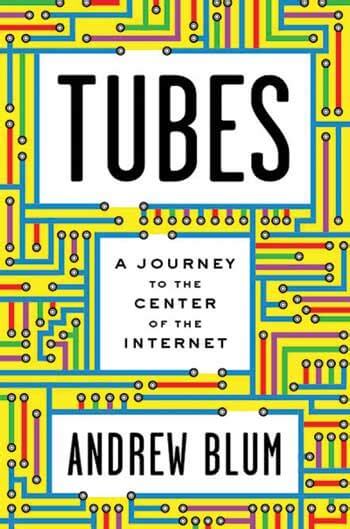 TUBES
A JOURNEY
TO THE
CENTER
OF THE
INTERNET
ANDREW BLUM